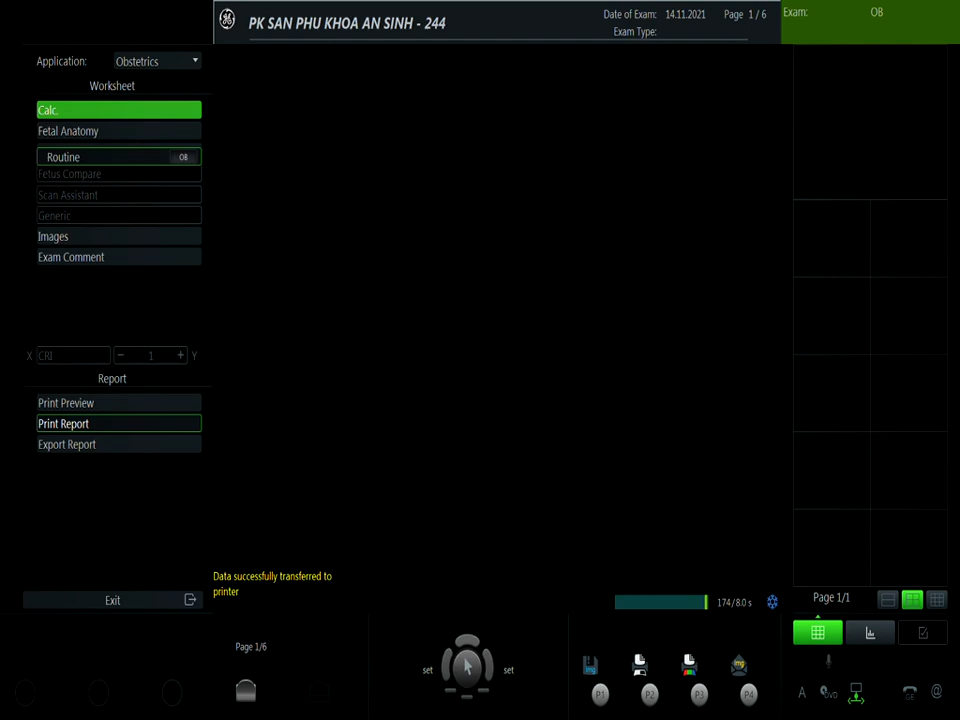 PK SAN PHU KHOA AN SINH - 244
Date of Exam: 14.11.2021 Page 1 / 6
Exam Type:
Exam: OB
Application: Obstetrics
Worksheet
Calc.
Fetal Anatomy
Routine OB
Fetus Compare
Scan Assistant
Generic
Images
Exam Comment
X CRI − 1 + Y
Report
Print Preview
Print Report
Export Report
Data successfully transferred to
printer
Exit
174/8.0 s
Page 1/1
Page 1/6
set set
Img
P1 P2 P3 P4
A DVD @